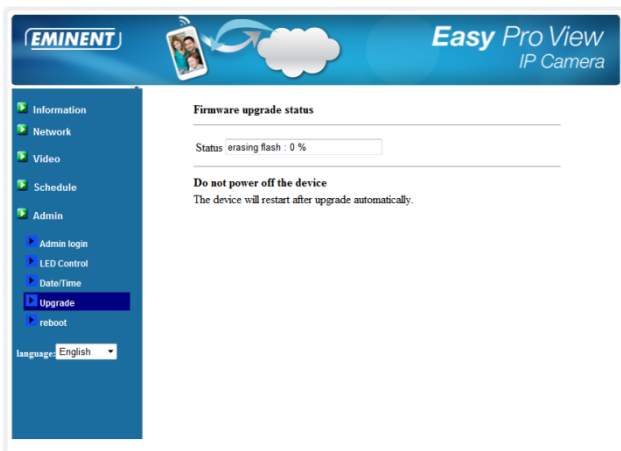 EMINENT
Easy Pro View
IP Camera
Information
Network
Video
Schedule
Admin
Admin login
LED Control
Date/Time
Upgrade
reboot
language: English
Firmware upgrade status
Status erasing flash : 0 %
Do not power off the device
The device will restart after upgrade automatically.